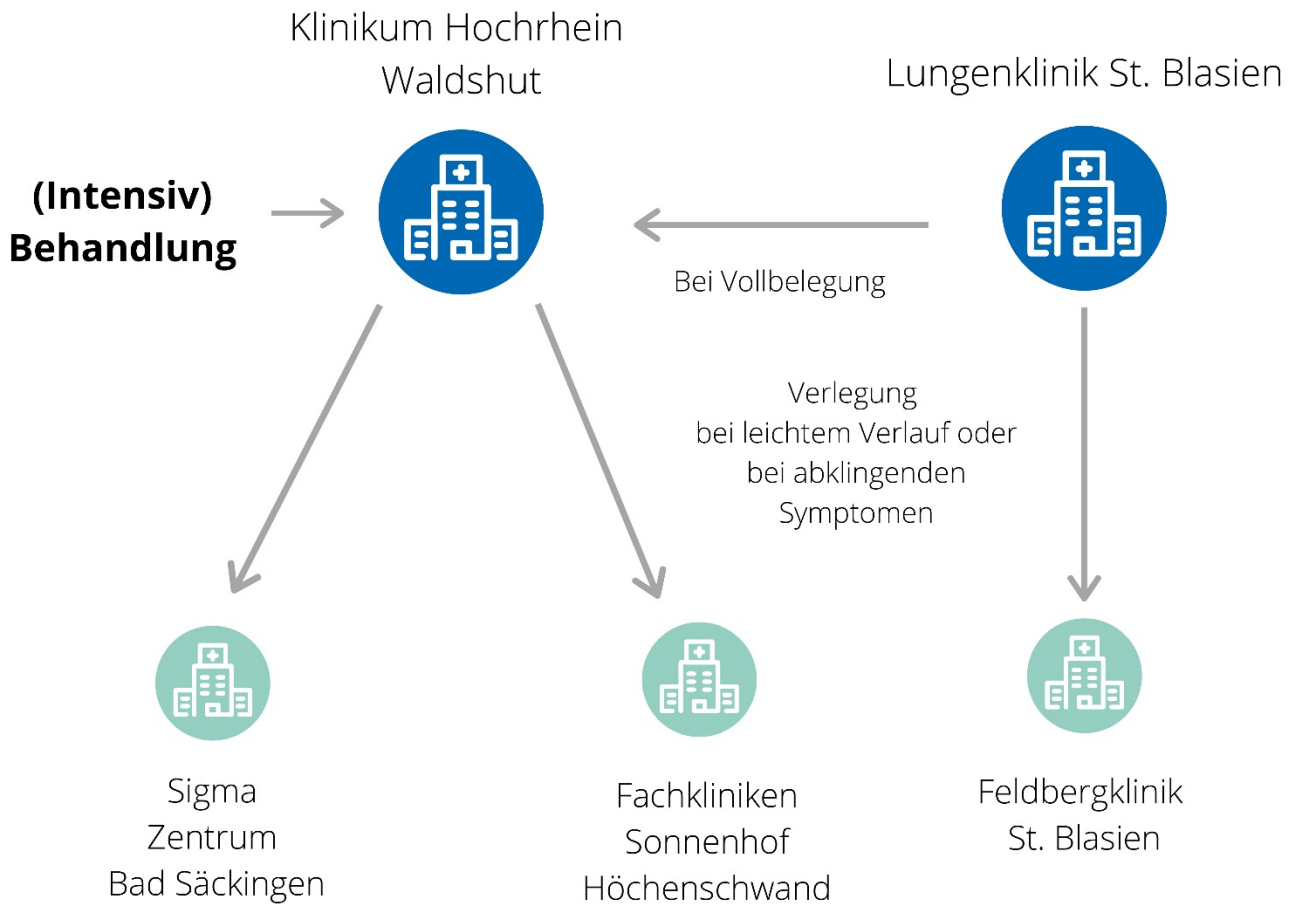 Klinikum Hochrhein
Waldshut
Lungenklinik St. Blasien
(Intensiv)
Behandlung
Bei Vollbelegung
Verlegung
bei leichtem Verlauf oder
bei abklingenden
Symptomen
Sigma
Zentrum
Bad Säckingen
Fachkliniken
Sonnenhof
Höchenschwand
Feldbergklinik
St. Blasien